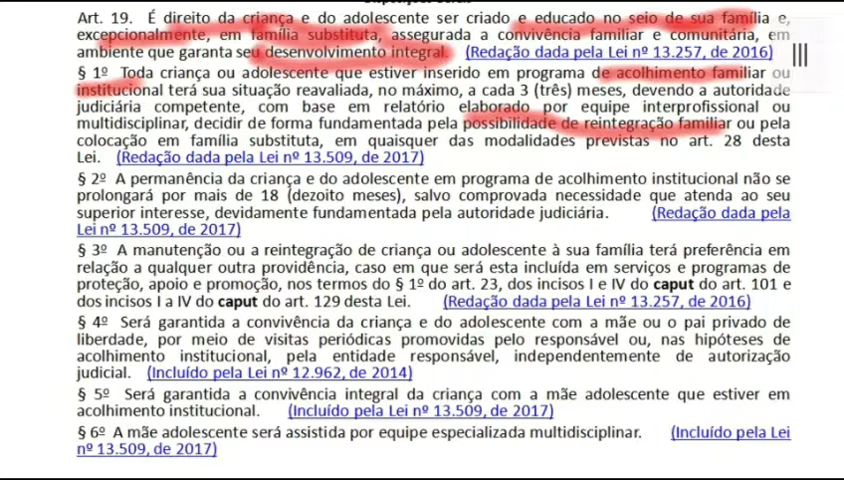 Art. 19. É direito da criança e do adolescente ser criado e educado no seio de sua família e,
excepcionalmente, em família substituta, assegurada a convivência familiar e comunitária, em
ambiente que garanta seu desenvolvimento integral. (Redação dada pela Lei nº 13.257, de 2016)
§ 1º Toda criança ou adolescente que estiver inserido em programa de acolhimento familiar ou
institucional terá sua situação reavaliada, no máximo, a cada 3 (três) meses, devendo a autoridade
judiciária competente, com base em relatório elaborado por equipe interprofissional ou
multidisciplinar, decidir de forma fundamentada pela possibilidade de reintegração familiar ou pela
colocação em família substituta, em quaisquer das modalidades previstas no art. 28 desta
Lei. (Redação dada pela Lei nº 13.509, de 2017)
§ 2º A permanência da criança e do adolescente em programa de acolhimento institucional não se
prolongará por mais de 18 (dezoito meses), salvo comprovada necessidade que atenda ao seu
superior interesse, devidamente fundamentada pela autoridade judiciária. (Redação dada pela
Lei nº 13.509, de 2017)
§ 3º A manutenção ou a reintegração de criança ou adolescente à sua família terá preferência em
relação a qualquer outra providência, caso em que será esta incluída em serviços e programas de
proteção, apoio e promoção, nos termos do § 1º do art. 23, dos incisos I e IV do caput do art. 101 e
dos incisos I a IV do caput do art. 129 desta Lei. (Redação dada pela Lei nº 13.257, de 2016)
§ 4º Será garantida a convivência da criança e do adolescente com a mãe ou o pai privado de
liberdade, por meio de visitas periódicas promovidas pelo responsável ou, nas hipóteses de
acolhimento institucional, pela entidade responsável, independentemente de autorização
judicial. (Incluído pela Lei nº 12.962, de 2014)
§ 5º Será garantida a convivência integral da criança com a mãe adolescente que estiver em
acolhimento institucional. (Incluído pela Lei nº 13.509, de 2017)
§ 6º A mãe adolescente será assistida por equipe especializada multidisciplinar. (Incluído pela Lei
nº 13.509, de 2017)